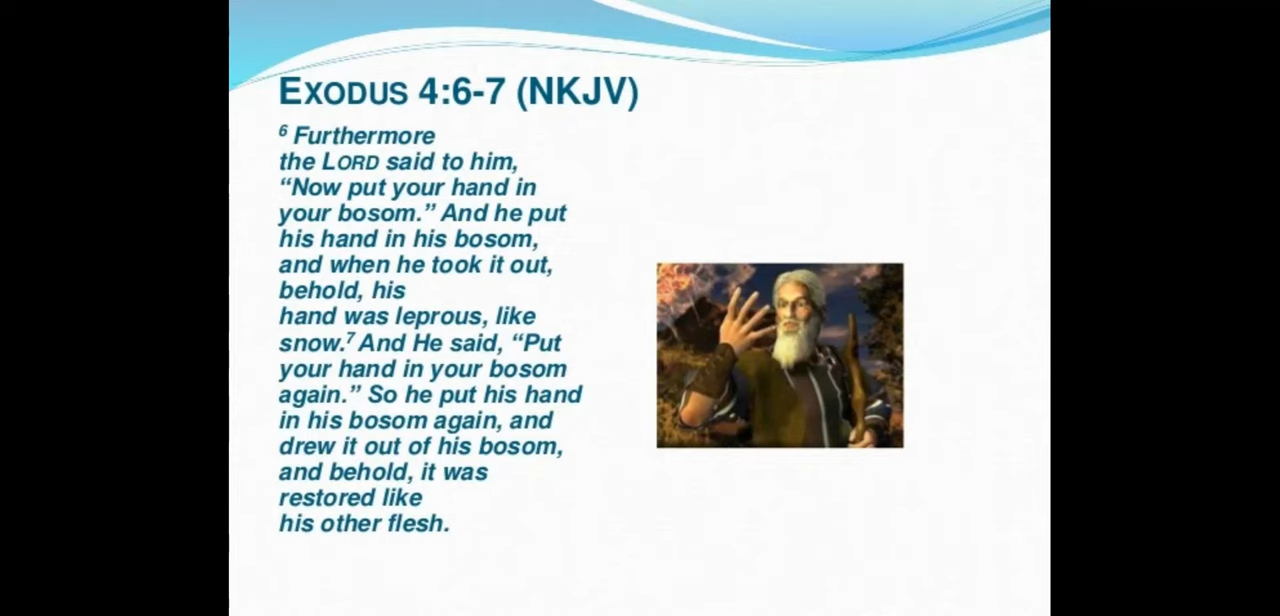 EXODUS 4:6-7 (NKJV)
6 Furthermore
the LORD said to him,
“Now put your hand in
your bosom.” And he put
his hand in his bosom,
and when he took it out,
behold, his
hand was leprous, like
snow.7 And He said, “Put
your hand in your bosom
again.” So he put his hand
in his bosom again, and
drew it out of his bosom,
and behold, it was
restored like
his other flesh.